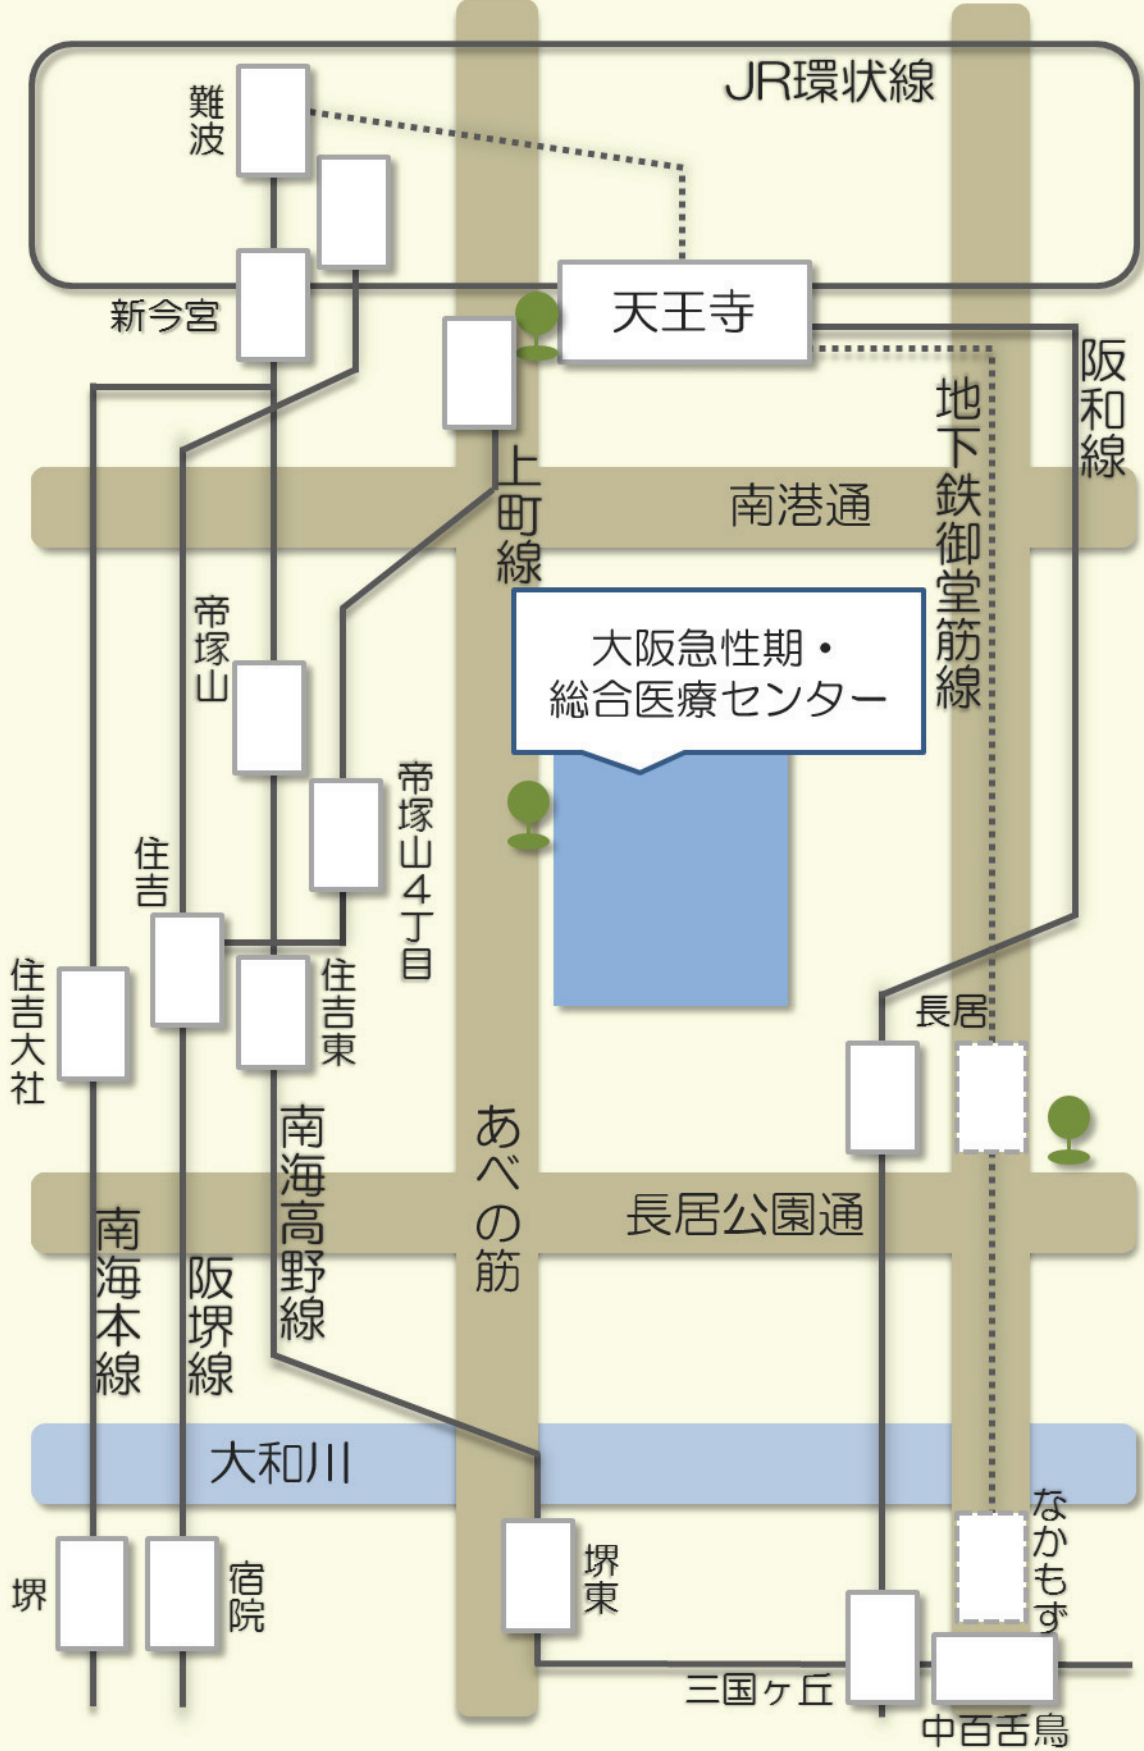 JR環状線
難波
新今宮
天王寺
阪和線
地下鉄御堂筋線
上町線
南港通
帝塚山
大阪急性期・
総合医療センター
帝塚山4丁目
住吉
住吉大社
住吉東
長居
南海高野線
あべの筋
長居公園通
南海本線
阪堺線
大和川
なかもず
堺
宿院
堺東
三国ヶ丘
中百舌鳥